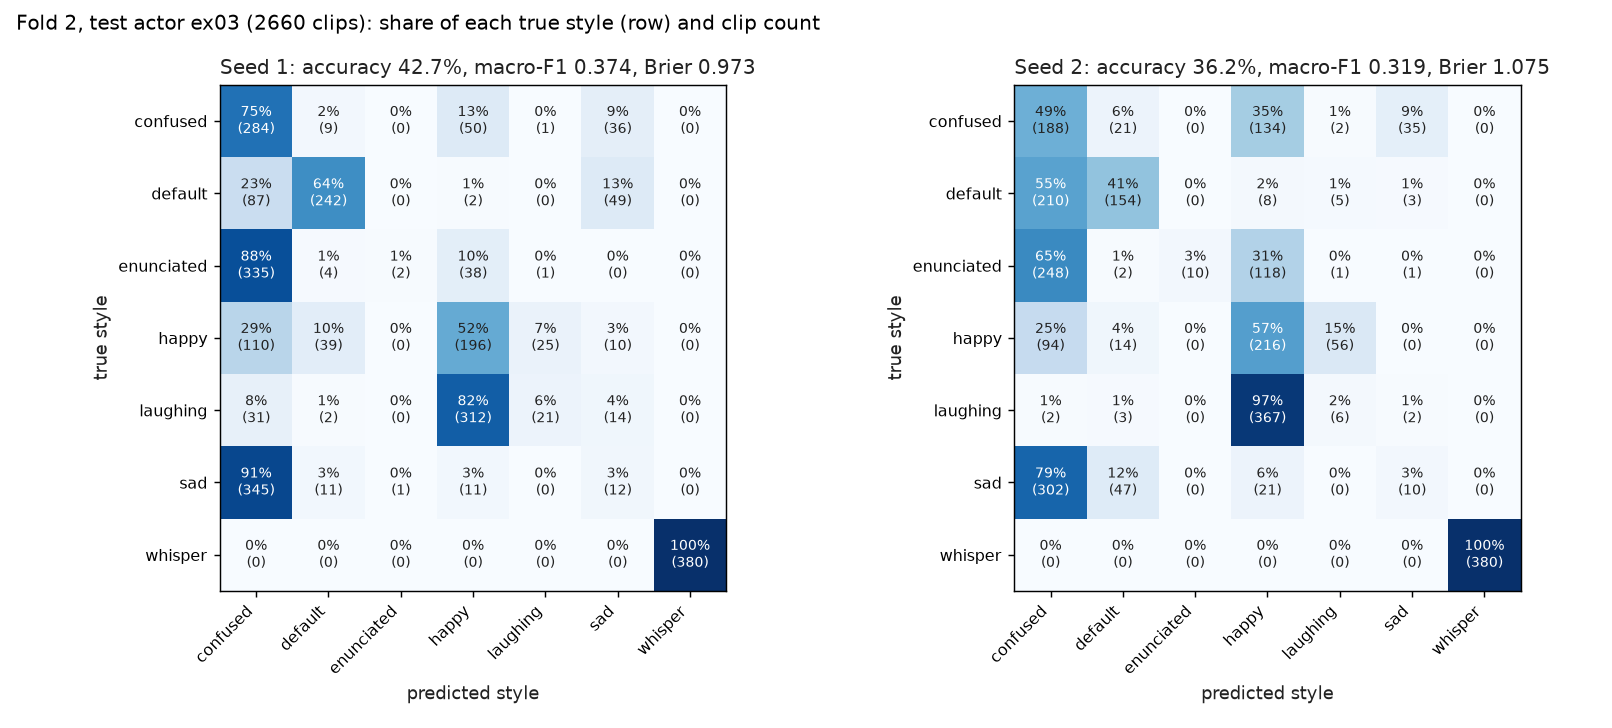 Fold 2, test actor ex03 (2660 clips): share of each true style (row) and clip count
Seed 1: accuracy 42.7%, macro-F1 0.374, Brier 0.973
true style
confused
75% 2% 0% 13% 0% 9% 0%
(284) (9) (0) (50) (1) (36) (0)
default
23% 64% 0% 1% 0% 13% 0%
(87) (242) (0) (2) (0) (49) (0)
enunciated
88% 1% 1% 10% 0% 0% 0%
(335) (4) (2) (38) (1) (0) (0)
happy
29% 10% 0% 52% 7% 3% 0%
(110) (39) (0) (196) (25) (10) (0)
laughing
8% 1% 0% 82% 6% 4% 0%
(31) (2) (0) (312) (21) (14) (0)
sad
91% 3% 0% 3% 0% 3% 0%
(345) (11) (1) (11) (0) (12) (0)
whisper
0% 0% 0% 0% 0% 0% 100%
(0) (0) (0) (0) (0) (0) (380)
confused default enunciated happy laughing sad whisper
predicted style
Seed 2: accuracy 36.2%, macro-F1 0.319, Brier 1.075
true style
confused
49% 6% 0% 35% 1% 9% 0%
(188) (21) (0) (134) (2) (35) (0)
default
55% 41% 0% 2% 1% 1% 0%
(210) (154) (0) (8) (5) (3) (0)
enunciated
65% 1% 3% 31% 0% 0% 0%
(248) (2) (10) (118) (1) (1) (0)
happy
25% 4% 0% 57% 15% 0% 0%
(94) (14) (0) (216) (56) (0) (0)
laughing
1% 1% 0% 97% 2% 1% 0%
(2) (3) (0) (367) (6) (2) (0)
sad
79% 12% 0% 6% 0% 3% 0%
(302) (47) (0) (21) (0) (10) (0)
whisper
0% 0% 0% 0% 0% 0% 100%
(0) (0) (0) (0) (0) (0) (380)
confused default enunciated happy laughing sad whisper
predicted style